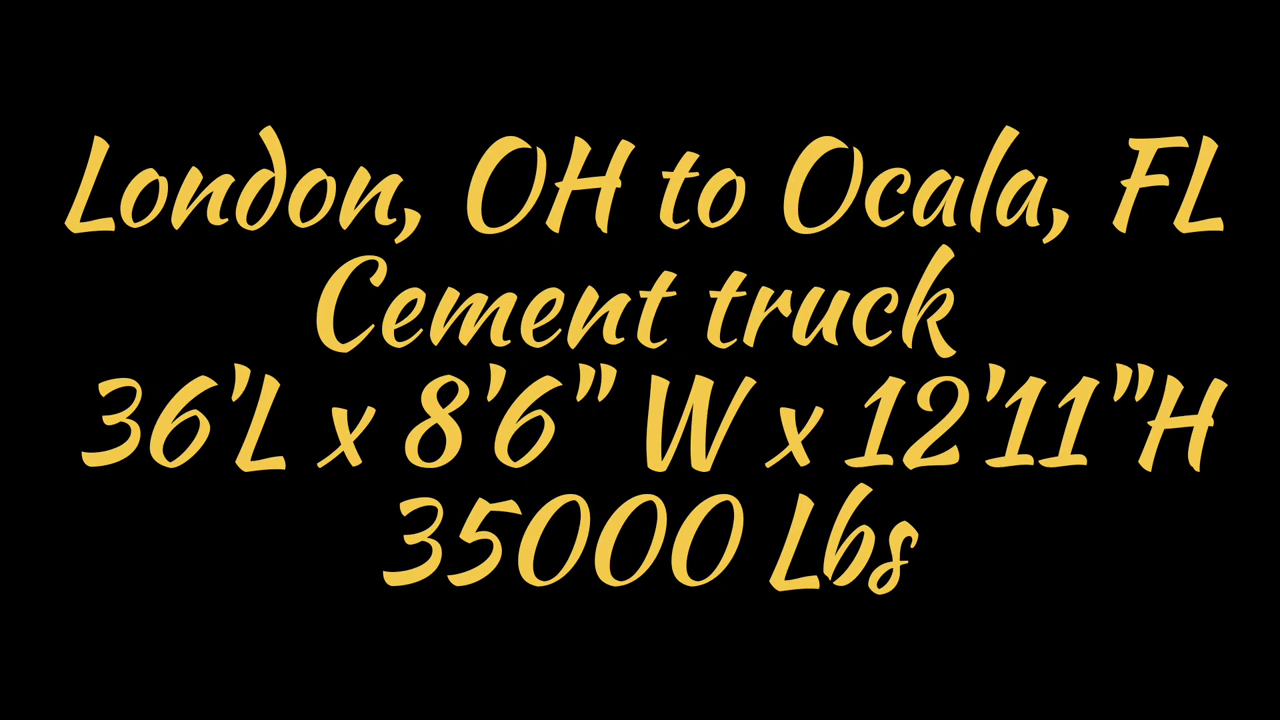 London, OH to Ocala, FL
Cement truck
36'L x 8'6" W x 12'11"H
35000 Lbs